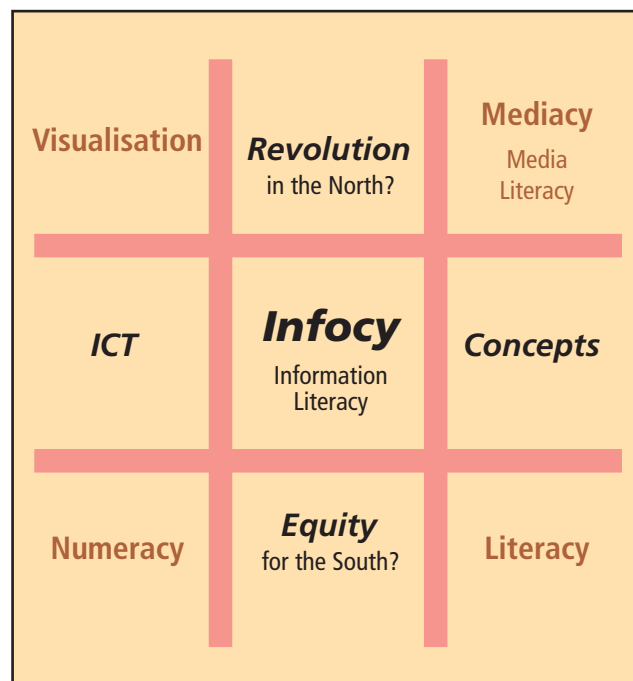 Visualisation
Revolution
in the North?
Mediacy
Media
Literacy
ICT
Infocy
Information
Literacy
Concepts
Numeracy
Equity
for the South?
Literacy